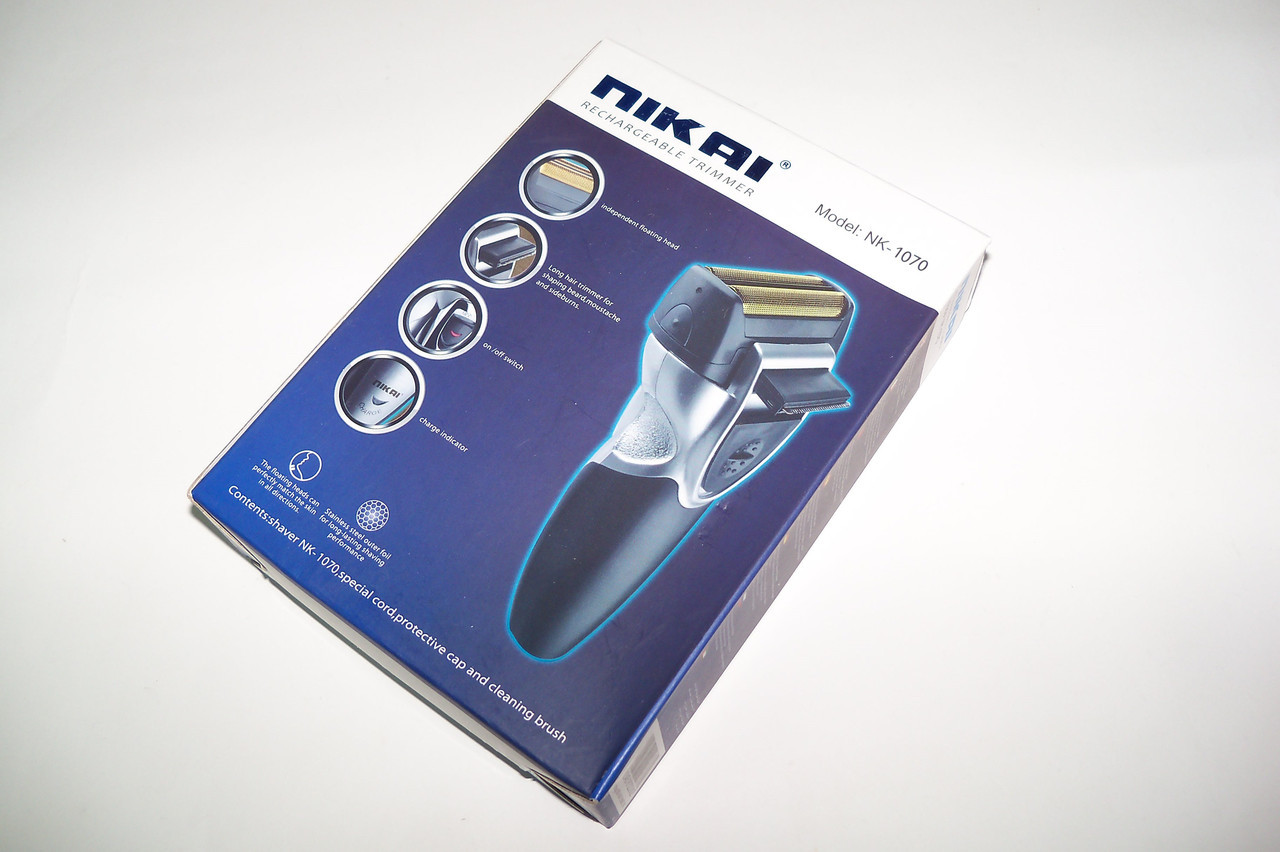 NIKAI®
RECHARGEABLE TRIMMER
Model: NK-1070
independent floating head
Long hair trimmer for
shaping beard,moustache
and sideburns.
on /off switch
NIKAI
charge indicator
The floating heads can
perfectly match the skin
in all directions.
Stainless steel outer foil
for long-lasting shaving
performance
Contents:shaver NK-1070,special cord,protective cap and cleaning brush